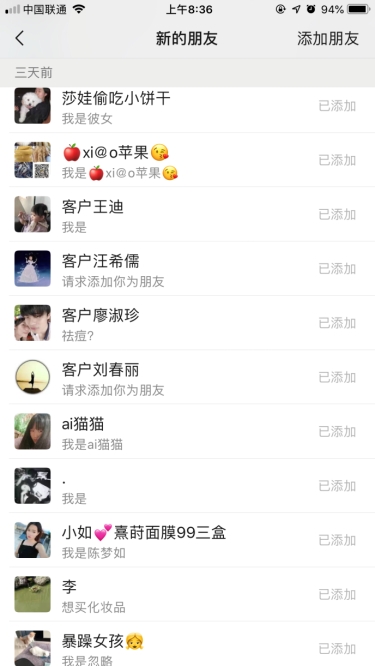 中国联通
上午8:36
94%
新的朋友
添加朋友
三天前
莎娃偷吃小饼干
我是彼女
已添加
🍎xi@o苹果😘
我是🍎xi@o苹果😘
已添加
客户王迪
我是
已添加
客户汪希儒
请求添加你为朋友
已添加
客户廖淑珍
祛痘?
已添加
客户刘春丽
请求添加你为朋友
已添加
ai猫猫
我是ai猫猫
已添加
.
我是
已添加
小如💕熹莳面膜99三盒
我是陈梦如
已添加
李
想买化妆品
已添加
暴躁女孩👧
我是忽略
已添加